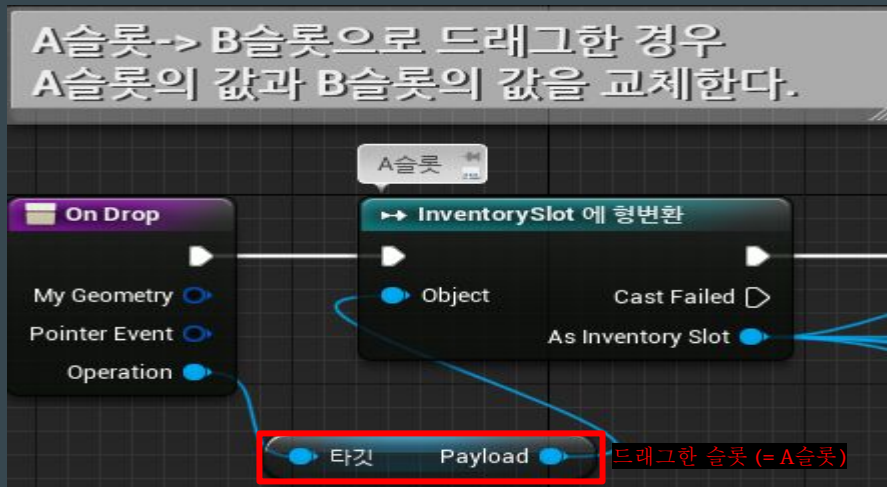 A슬롯-> B슬롯으로 드래그한 경우
A슬롯의 값과 B슬롯의 값을 교체한다.
A슬롯
On Drop
InventorySlot 에 형변환
My Geometry
Object
Cast Failed
Pointer Event
As Inventory Slot
Operation
타깃
Payload
드래그한 슬롯 (= A슬롯)